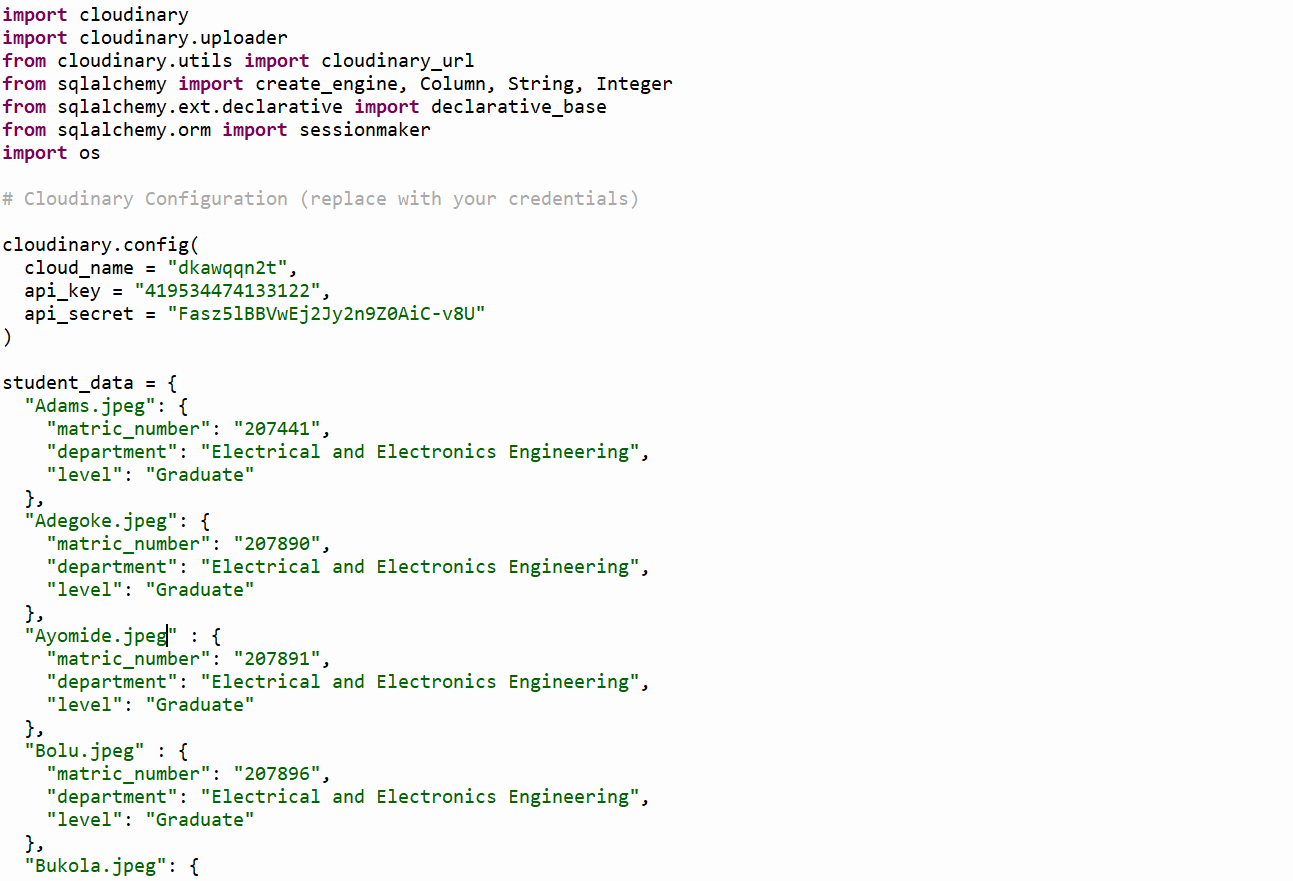 import cloudinary
import cloudinary.uploader
from cloudinary.utils import cloudinary_url
from sqlalchemy import create_engine, Column, String, Integer
from sqlalchemy.ext.declarative import declarative_base
from sqlalchemy.orm import sessionmaker
import os
# Cloudinary Configuration (replace with your credentials)
cloudinary.config(
cloud_name = "dkawqqn2t",
api_key = "419534474133122",
api_secret = "Fasz5lBBVwEj2Jy2n9Z0AiC-v8U"
)
student_data = {
"Adams.jpeg": {
"matric_number": "207441",
"department": "Electrical and Electronics Engineering",
"level": "Graduate"
},
"Adegoke.jpeg": {
"matric_number": "207890",
"department": "Electrical and Electronics Engineering",
"level": "Graduate"
},
"Ayomide.jpeg" : {
"matric_number": "207891",
"department": "Electrical and Electronics Engineering",
"level": "Graduate"
},
"Bolu.jpeg" : {
"matric_number": "207896",
"department": "Electrical and Electronics Engineering",
"level": "Graduate"
},
"Bukola.jpeg": {